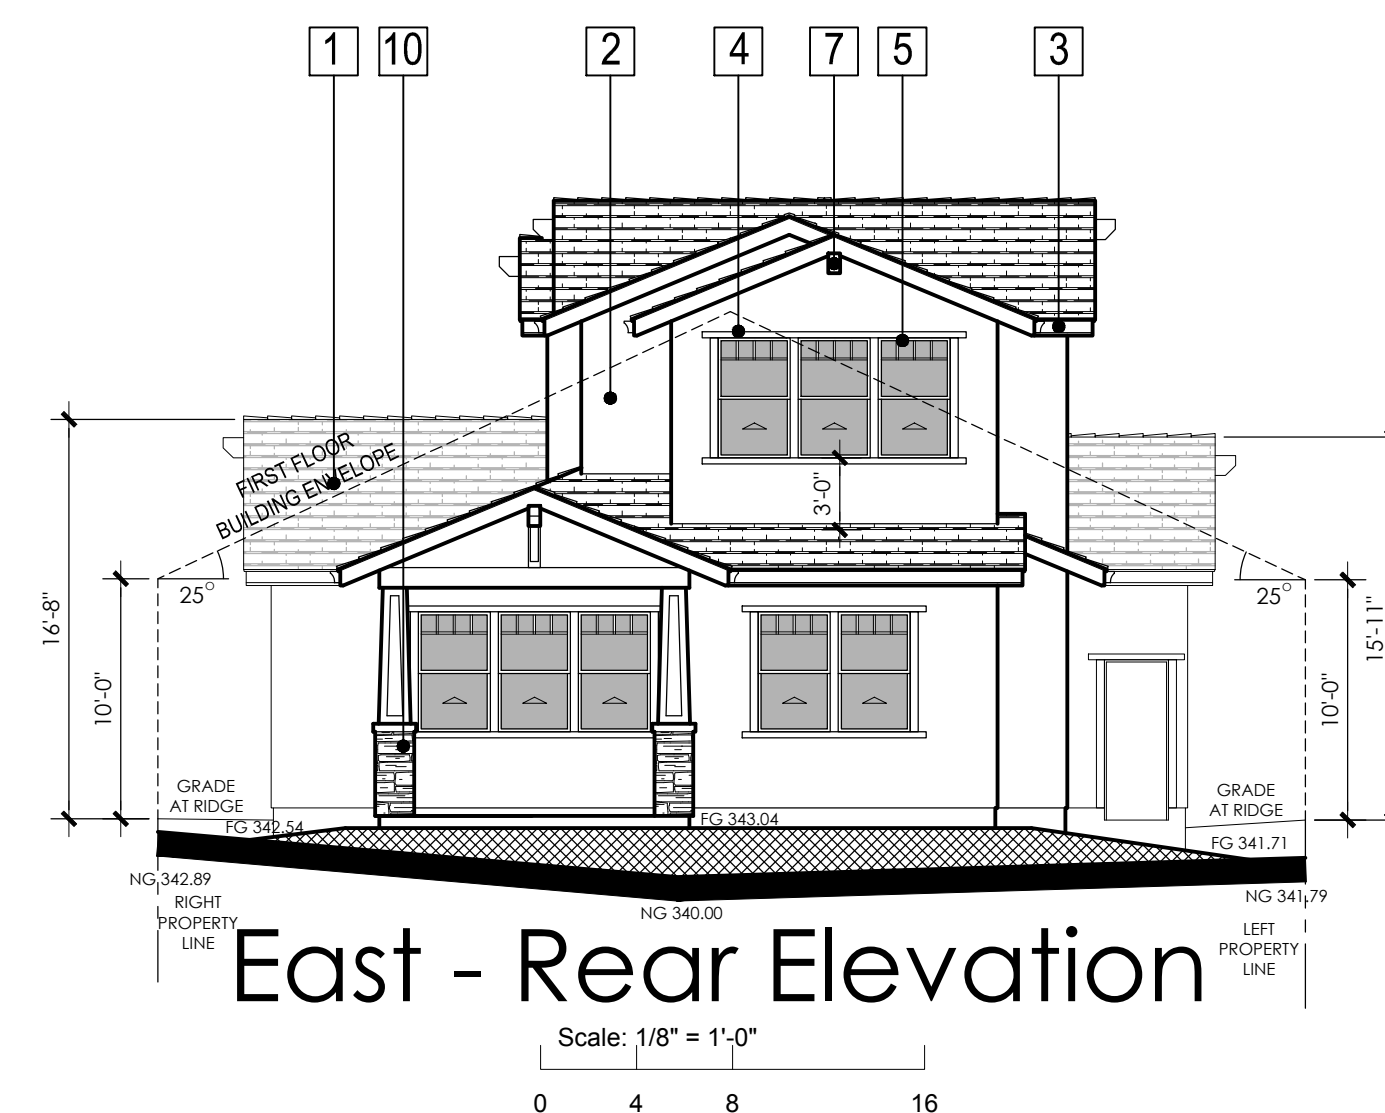 1 10 2 4 7 5 3
FIRST FLOOR
BUILDING ENVELOPE
3'-0"
25°
25°
16'-8"
10'-0"
10'-0"
15'-11"
GRADE
AT RIDGE
GRADE
AT RIDGE
FG 342.54
FG 343.04
FG 341.71
NG 342.89
RIGHT
PROPERTY
LINE
NG 340.00
NG 341.79
LEFT
PROPERTY
LINE
East - Rear Elevation
Scale: 1/8" = 1'-0"
0 4 8 16